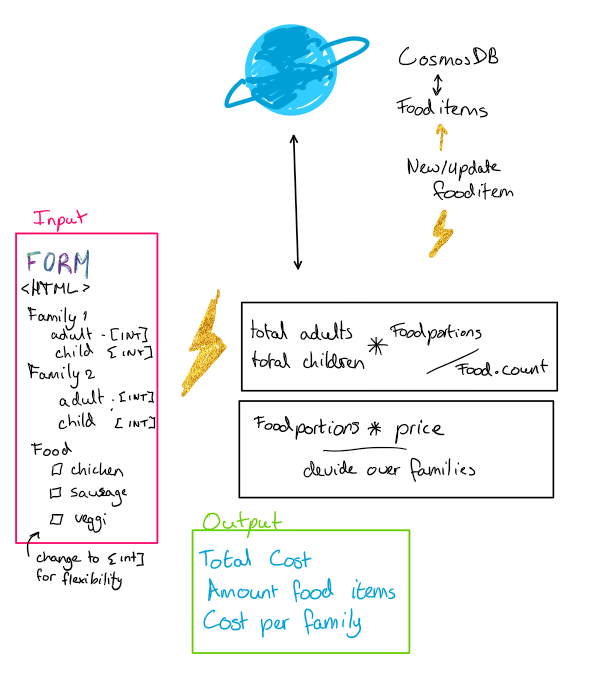 CosmosDB
Food items
New/update
fooditem
Input
FORM
<HTML>
Family 1
adult - [INT]
child [INT]
Family 2
adult . [INT]
child : [INT]
Food
chicken
sausage
veggi
change to [int]
for flexibility
total adults
total children
* Foodportions
/ Food.count
Foodportions * price
devide over families
Output
Total Cost
Amount food items
Cost per family